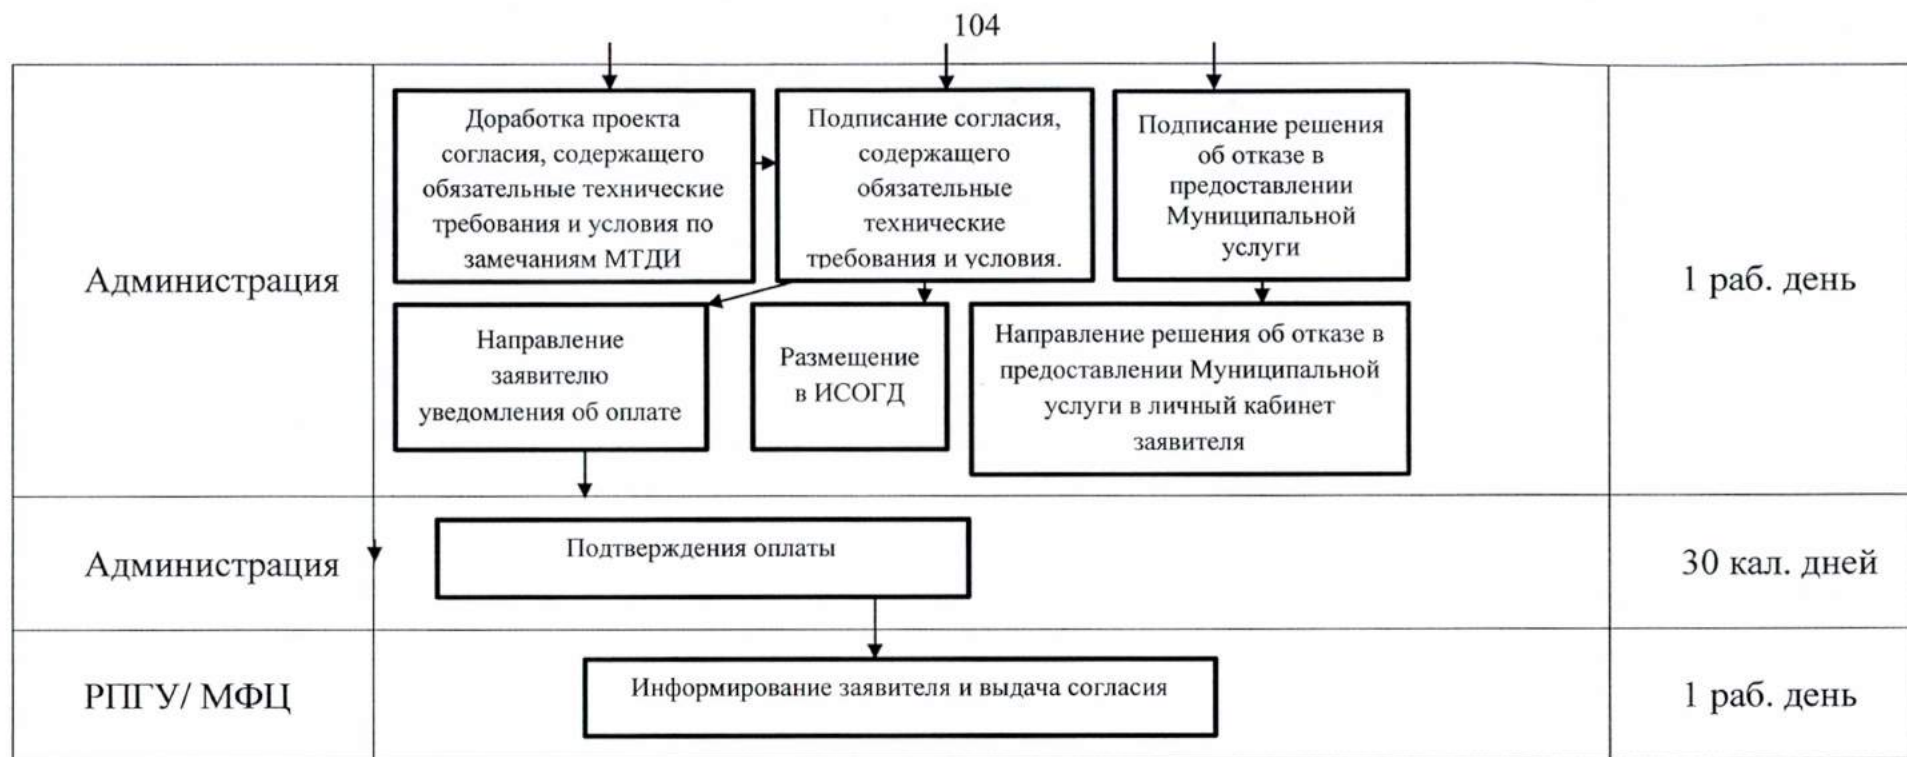 104
Администрация
Доработка проекта
согласия, содержащего
обязательные технические
требования и условия по
замечаниям МТДИ
Подписание согласия,
содержащего
обязательные
технические
требования и условия.
Подписание решения
об отказе в
предоставлении
Муниципальной
услуги
1 раб. день
Направление
заявителю
уведомления об оплате
Размещение
в ИСОГД
Направление решения об отказе в
предоставлении Муниципальной
услуги в личный кабинет
заявителя
Администрация
Подтверждения оплаты
30 кал. дней
РПГУ/ МФЦ
Информирование заявителя и выдача согласия
1 раб. день